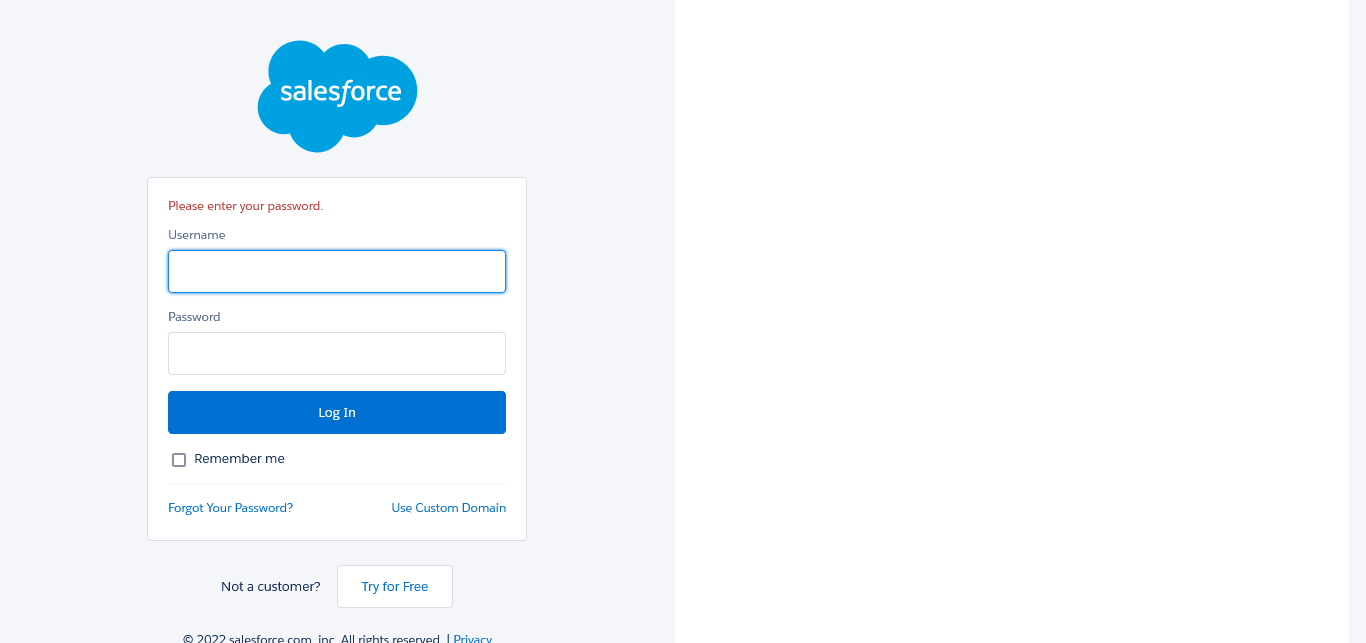 salesforce
Please enter your password.
Username
Password
Log In
Remember me
Forgot Your Password? Use Custom Domain
Not a customer? Try for Free
© 2022 salesforce.com, inc. All rights reserved. | Privacy